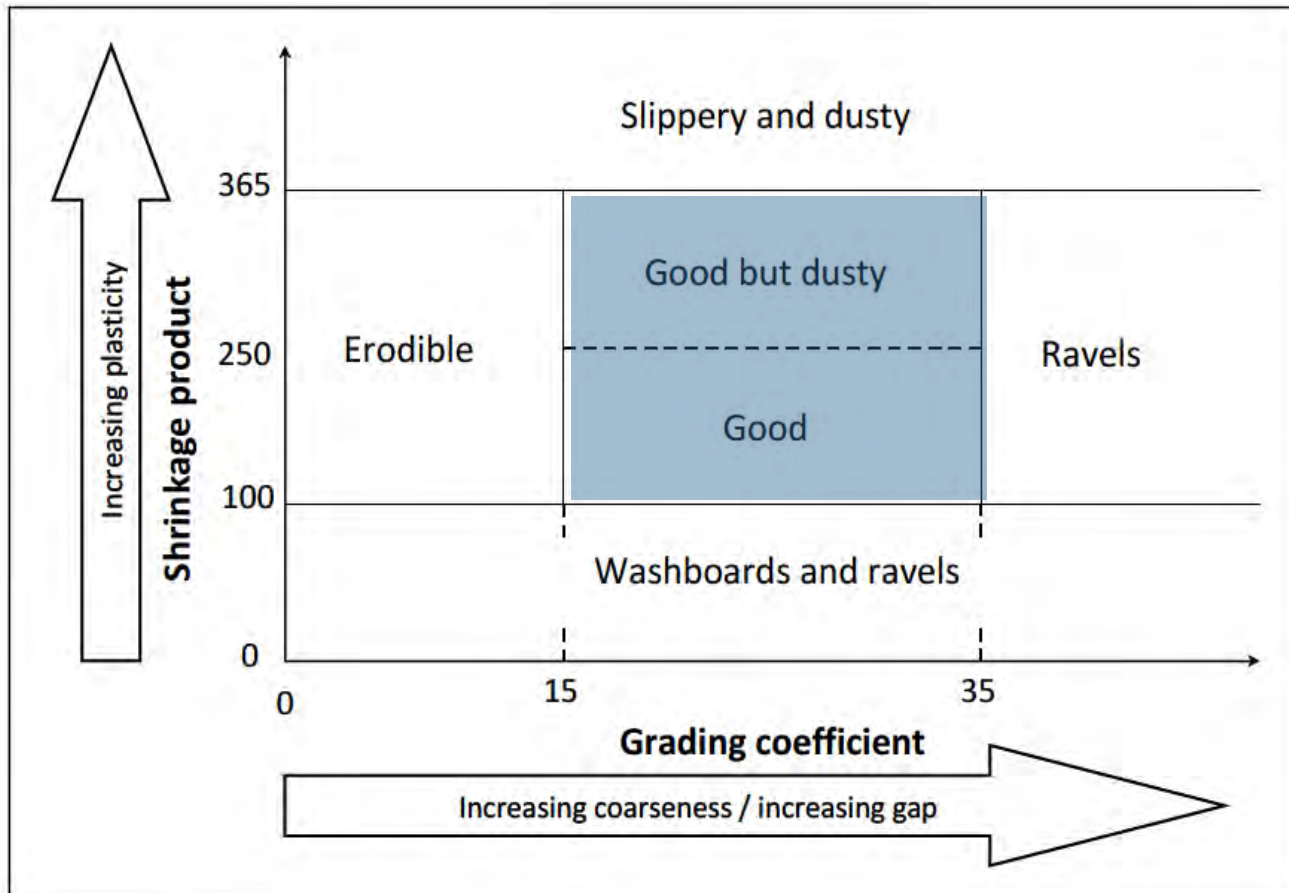 Slippery and dusty
365
Good but dusty
Increasing plasticity
Shrinkage product
250
Erodible
Ravels
Good
100
Washboards and ravels
0
0
15
35
Grading coefficient
Increasing coarseness / increasing gap